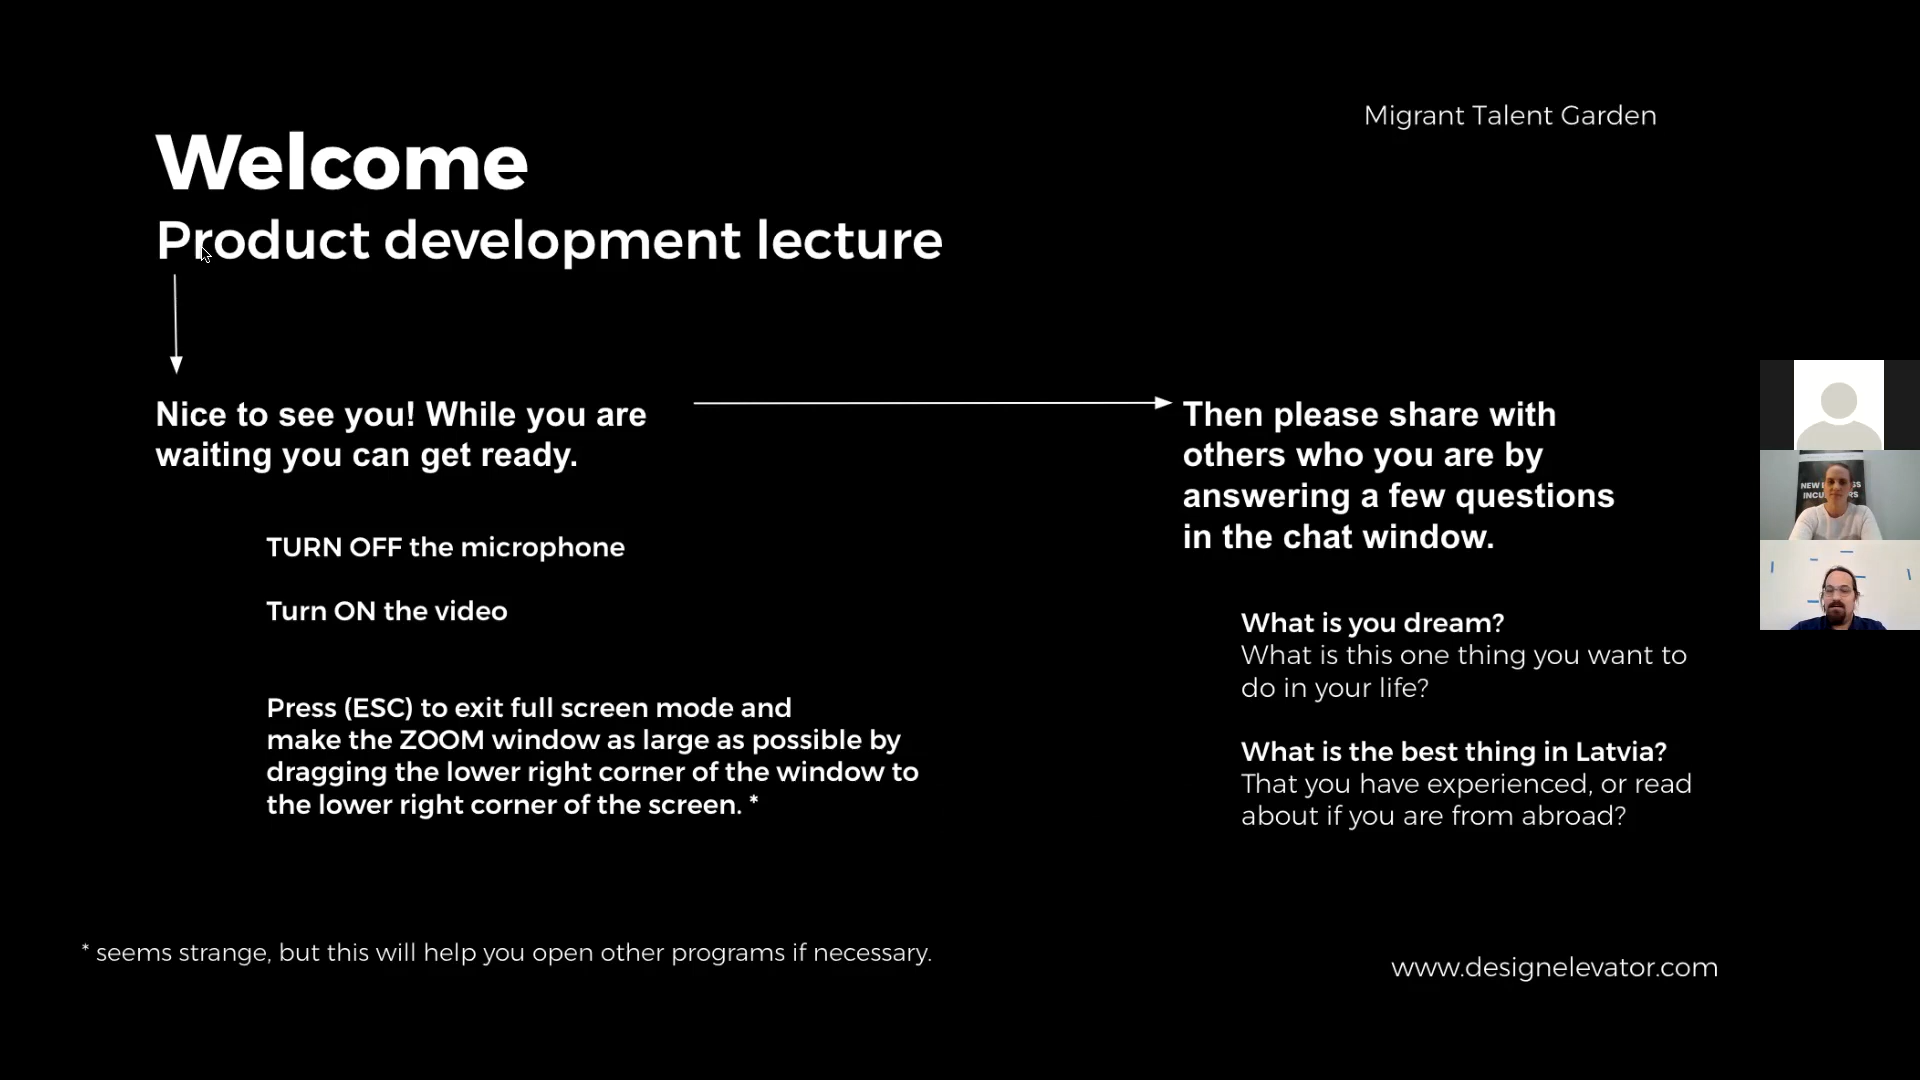 Migrant Talent Garden
Welcome
Product development lecture
Nice to see you! While you are
waiting you can get ready.
TURN OFF the microphone
Turn ON the video
Press (ESC) to exit full screen mode and
make the ZOOM window as large as possible by
dragging the lower right corner of the window to
the lower right corner of the screen. *
Then please share with
others who you are by
answering a few questions
in the chat window.
What is you dream?
What is this one thing you want to
do in your life?
What is the best thing in Latvia?
That you have experienced, or read
about if you are from abroad?
* seems strange, but this will help you open other programs if necessary.
www.designelevator.com
NEW